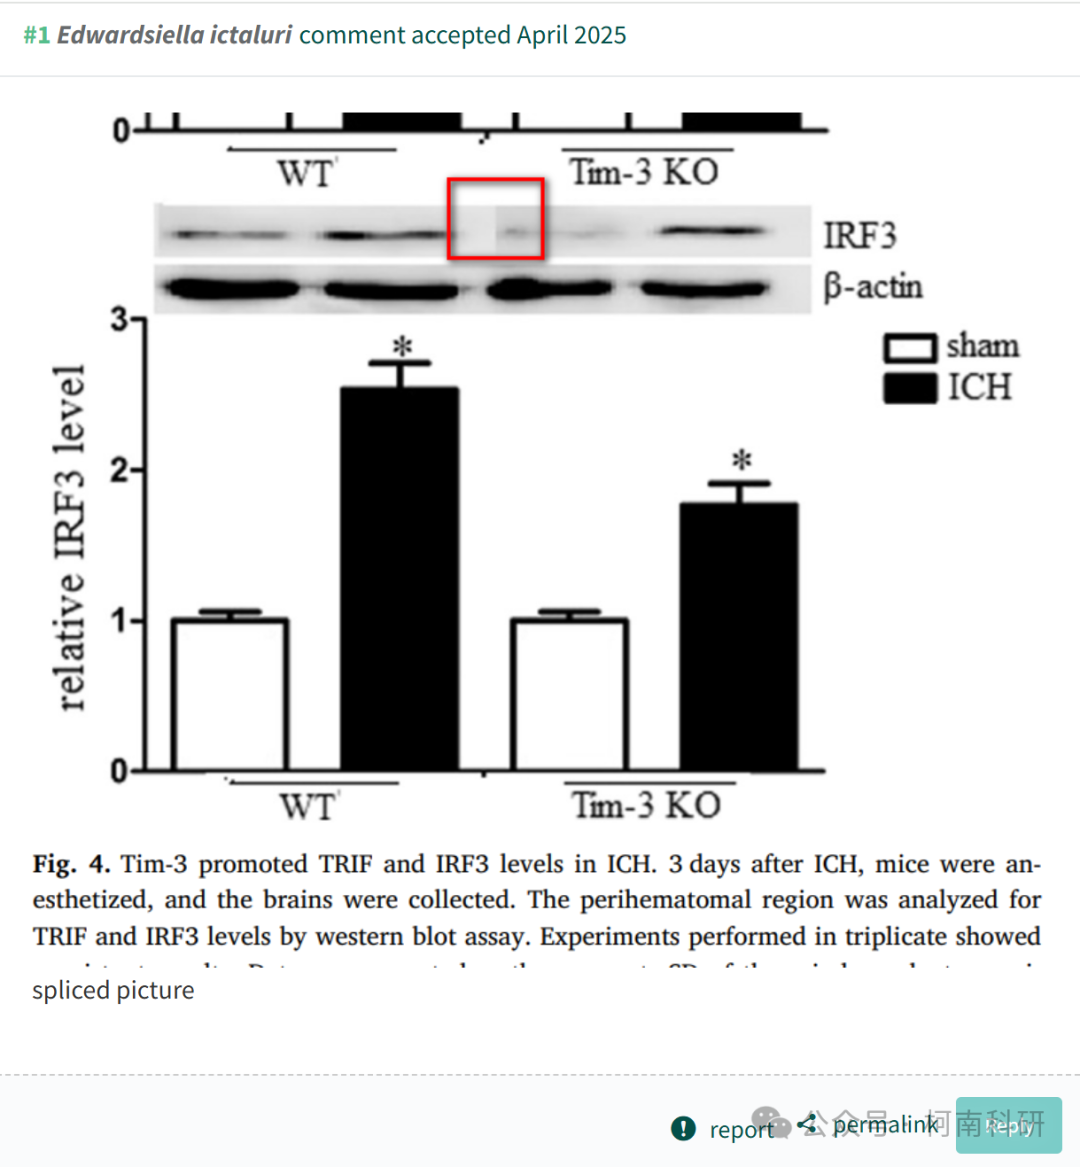 #1 Edwardsiella ictaluri comment accepted April 2025
0
WT
Tim-3 KO
IRF3
β-actin
3
*
sham
ICH
*
2
relative IRF3 level
1
0
WT
Tim-3 KO
Fig. 4. Tim-3 promoted TRIF and IRF3 levels in ICH. 3 days after ICH, mice were an-
esthetized, and the brains were collected. The perihematomal region was analyzed for
TRIF and IRF3 levels by western blot assay. Experiments performed in triplicate showed
spliced picture
report
permalink
Reply
公众号 · 柯南科研